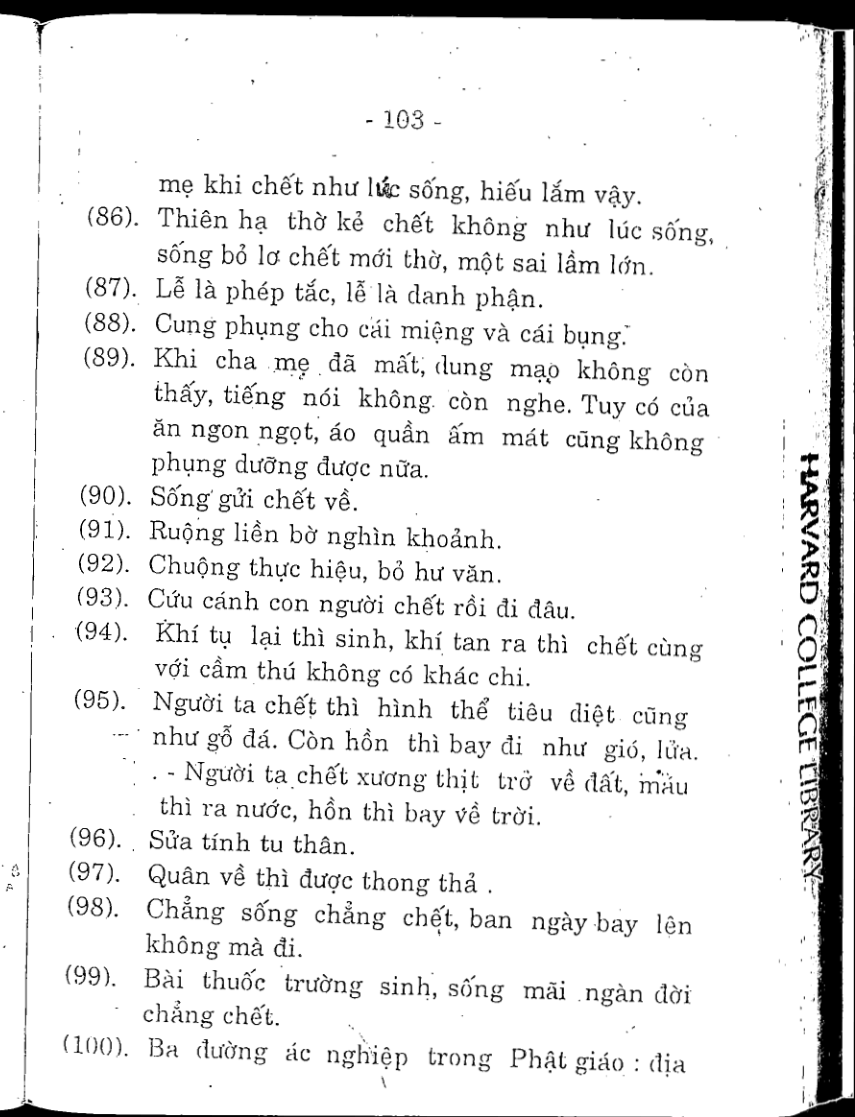 - 103 -
mẹ khi chết như lúc sống, hiếu lắm vậy.
(86). Thiên hạ thờ kẻ chết không như lúc sống,
sống bỏ lơ chết mới thờ, một sai lầm lớn.
(87). Lễ là phép tắc, lễ là danh phận.
(88). Cung phụng cho cái miệng và cái bụng.
(89). Khi cha mẹ đã mất, dung mạo không còn
thấy, tiếng nói không còn nghe. Tuy có của
ăn ngon ngọt, áo quần ấm mát cũng không
phụng dưỡng được nữa.
(90). Sống gửi chết về.
(91). Ruộng liền bờ nghìn khoảnh.
(92). Chuộng thực hiệu, bỏ hư văn.
(93). Cứu cánh con người chết rồi đi đâu.
(94). Khí tụ lại thì sinh, khí tan ra thì chết cùng
với cầm thú không có khác chi.
(95). Người ta chết thì hình thể tiêu diệt cũng
như gỗ đá. Còn hồn thì bay đi như gió, lửa.
. - Người ta chết xương thịt trở về đất, máu
thì ra nước, hồn thì bay về trời.
(96). Sửa tính tu thân.
(97). Quân về thì được thong thả .
(98). Chẳng sống chẳng chết, ban ngày bay lên
không mà đi.
(99). Bài thuốc trường sinh, sống mãi ngàn đời
chẳng chết.
(100). Ba đường ác nghiệp trong Phật giáo : địa
HARVARD COLLEGE LIBRARY